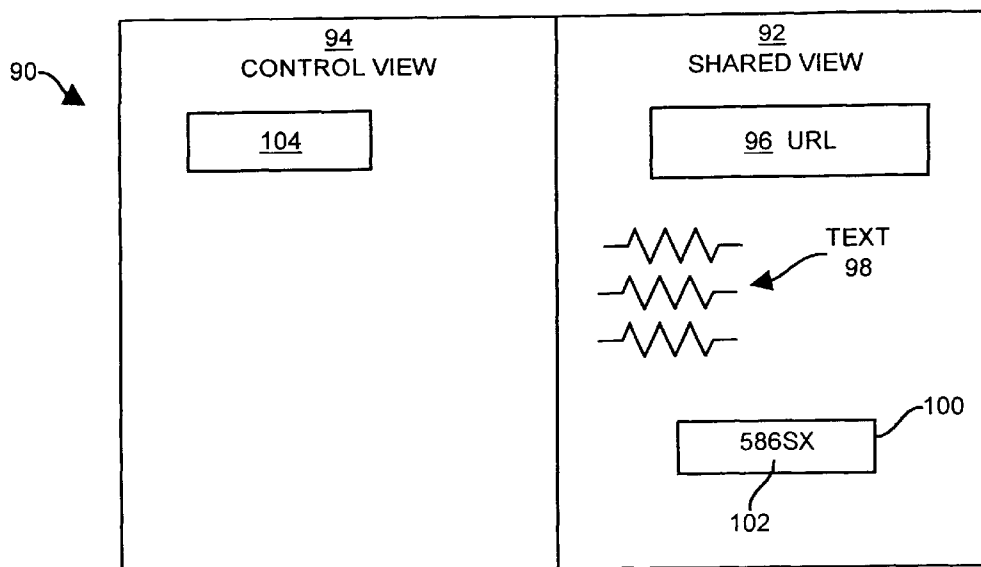 90
94
CONTROL VIEW
104
92
SHARED VIEW
96 URL
TEXT
98
100
586SX
102